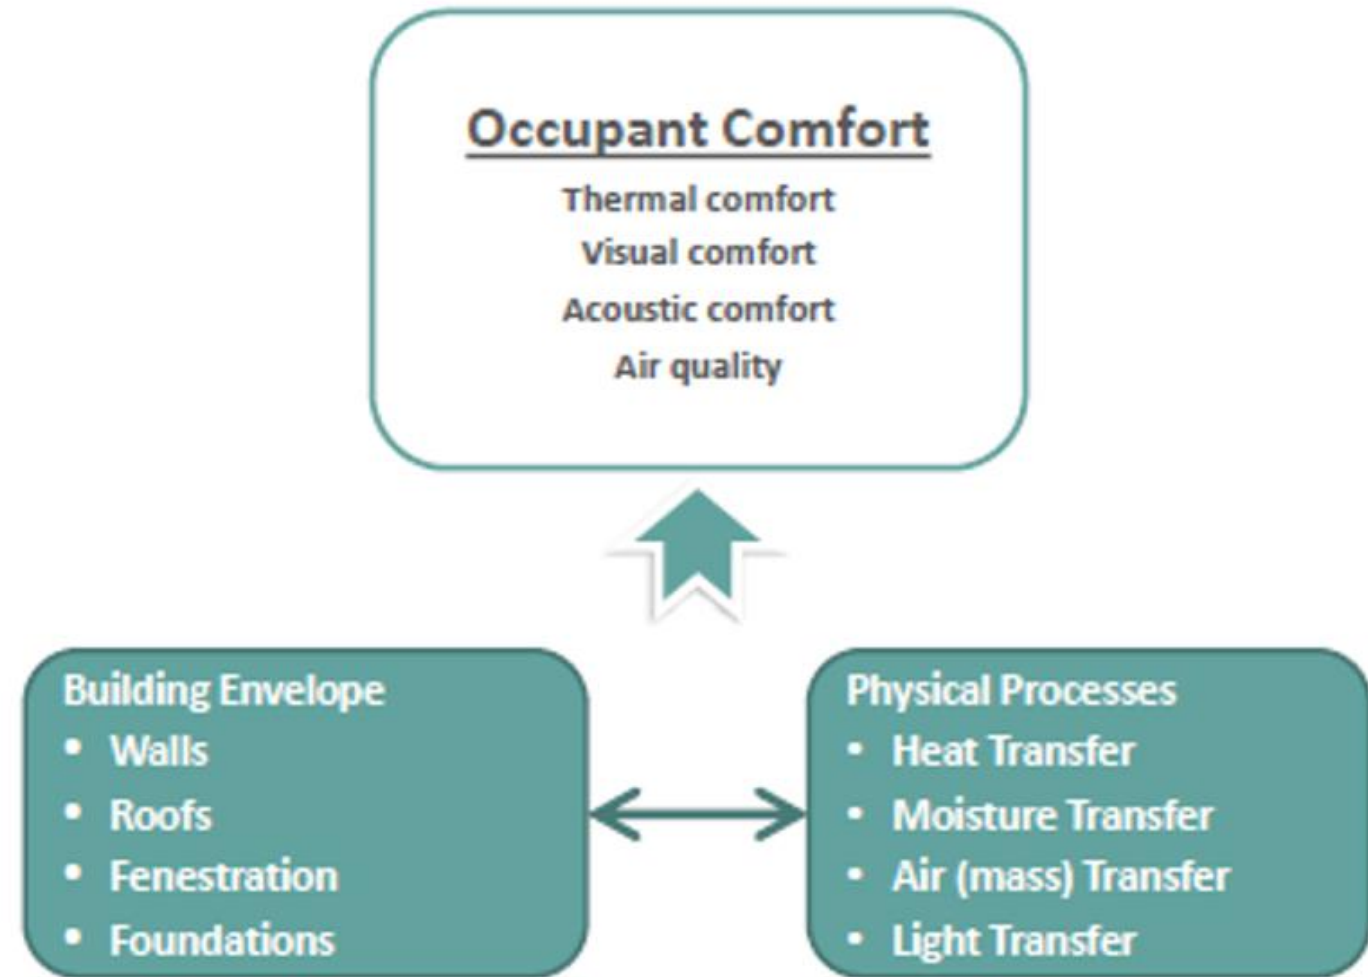 Occupant Comfort
Thermal comfort
Visual comfort
Acoustic comfort
Air quality
Building Envelope
• Walls
• Roofs
• Fenestration
• Foundations
Physical Processes
• Heat Transfer
• Moisture Transfer
• Air (mass) Transfer
• Light Transfer